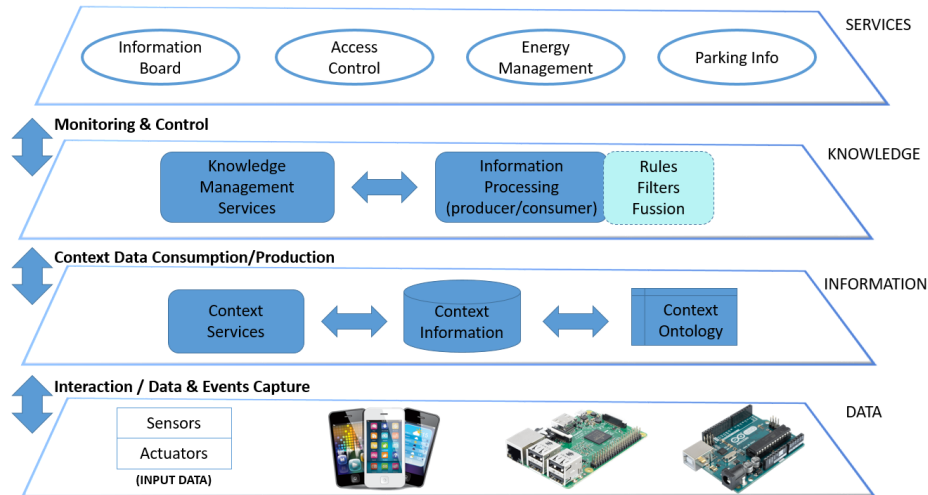 SERVICES
Information
Board
Access
Control
Energy
Management
Parking Info
Monitoring & Control
KNOWLEDGE
Knowledge
Management
Services
Information
Processing
(producer/consumer)
Rules
Filters
Fussion
Context Data Consumption/Production
INFORMATION
Context
Services
Context
Information
Context
Ontology
Interaction / Data & Events Capture
DATA
Sensors
Actuators
(INPUT DATA)